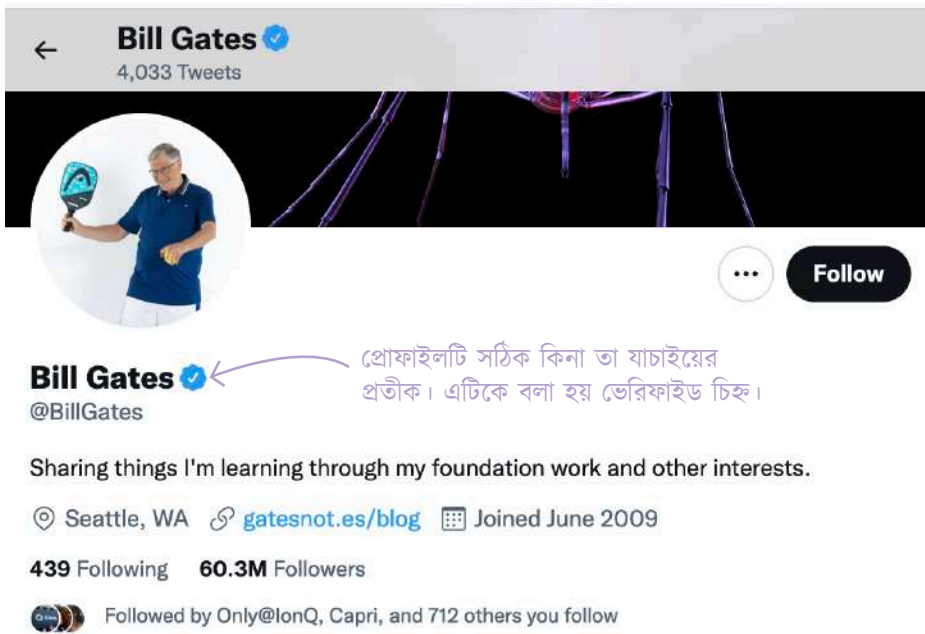 Bill Gates
4,033 Tweets
Follow
প্রোফাইলটি সঠিক কিনা তা যাচাইয়ের
প্রতীক। এটিকে বলা হয় ভেরিফাইড চিহ্ন।
Bill Gates
@BillGates
Sharing things I'm learning through my foundation work and other interests.
Seattle, WA gatesnot.es/blog Joined June 2009
439 Following 60.3M Followers
Followed by Only@IonQ, Capri, and 712 others you follow